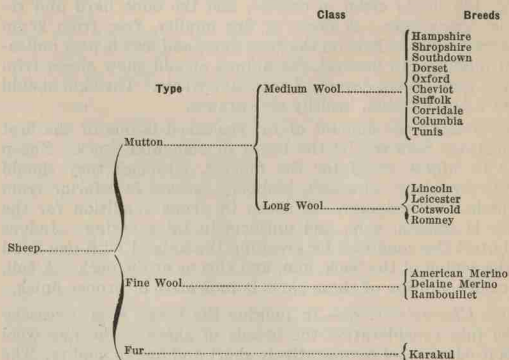 Class Breeds
Type
Hampshire
Shropshire
Southdown
Dorset
Oxford
Medium Wool
Cheviot
Suffolk
Corridale
Columbia
Tunis
Mutton
Lincoln
Long Wool
Leicester
Cotswold
Romney
Sheep
American Merino
Fine Wool
Delaine Merino
Rambouillet
Fur
Karakul